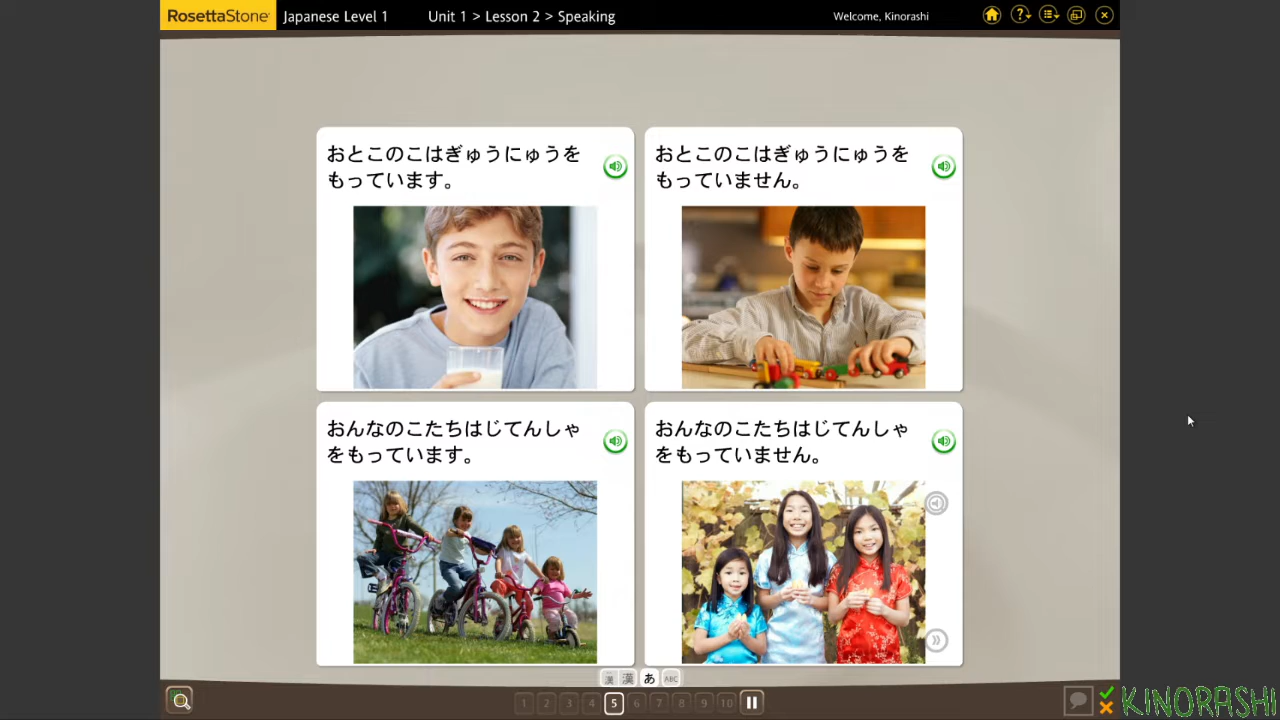 RosettaStone
Japanese Level 1
Unit 1 > Lesson 2 > Speaking
Welcome, Kinorashi
おとこのこはぎゅうにゅうを
もっています。
おとこのこはぎゅうにゅうを
もっていません。
おんなのこたちはじてんしゃ
をもっています。
おんなのこたちはじてんしゃ
をもっていません。
漢 漢 あ ABC
1 2 3 4 5 6 7 8 9 10
KINORASHI